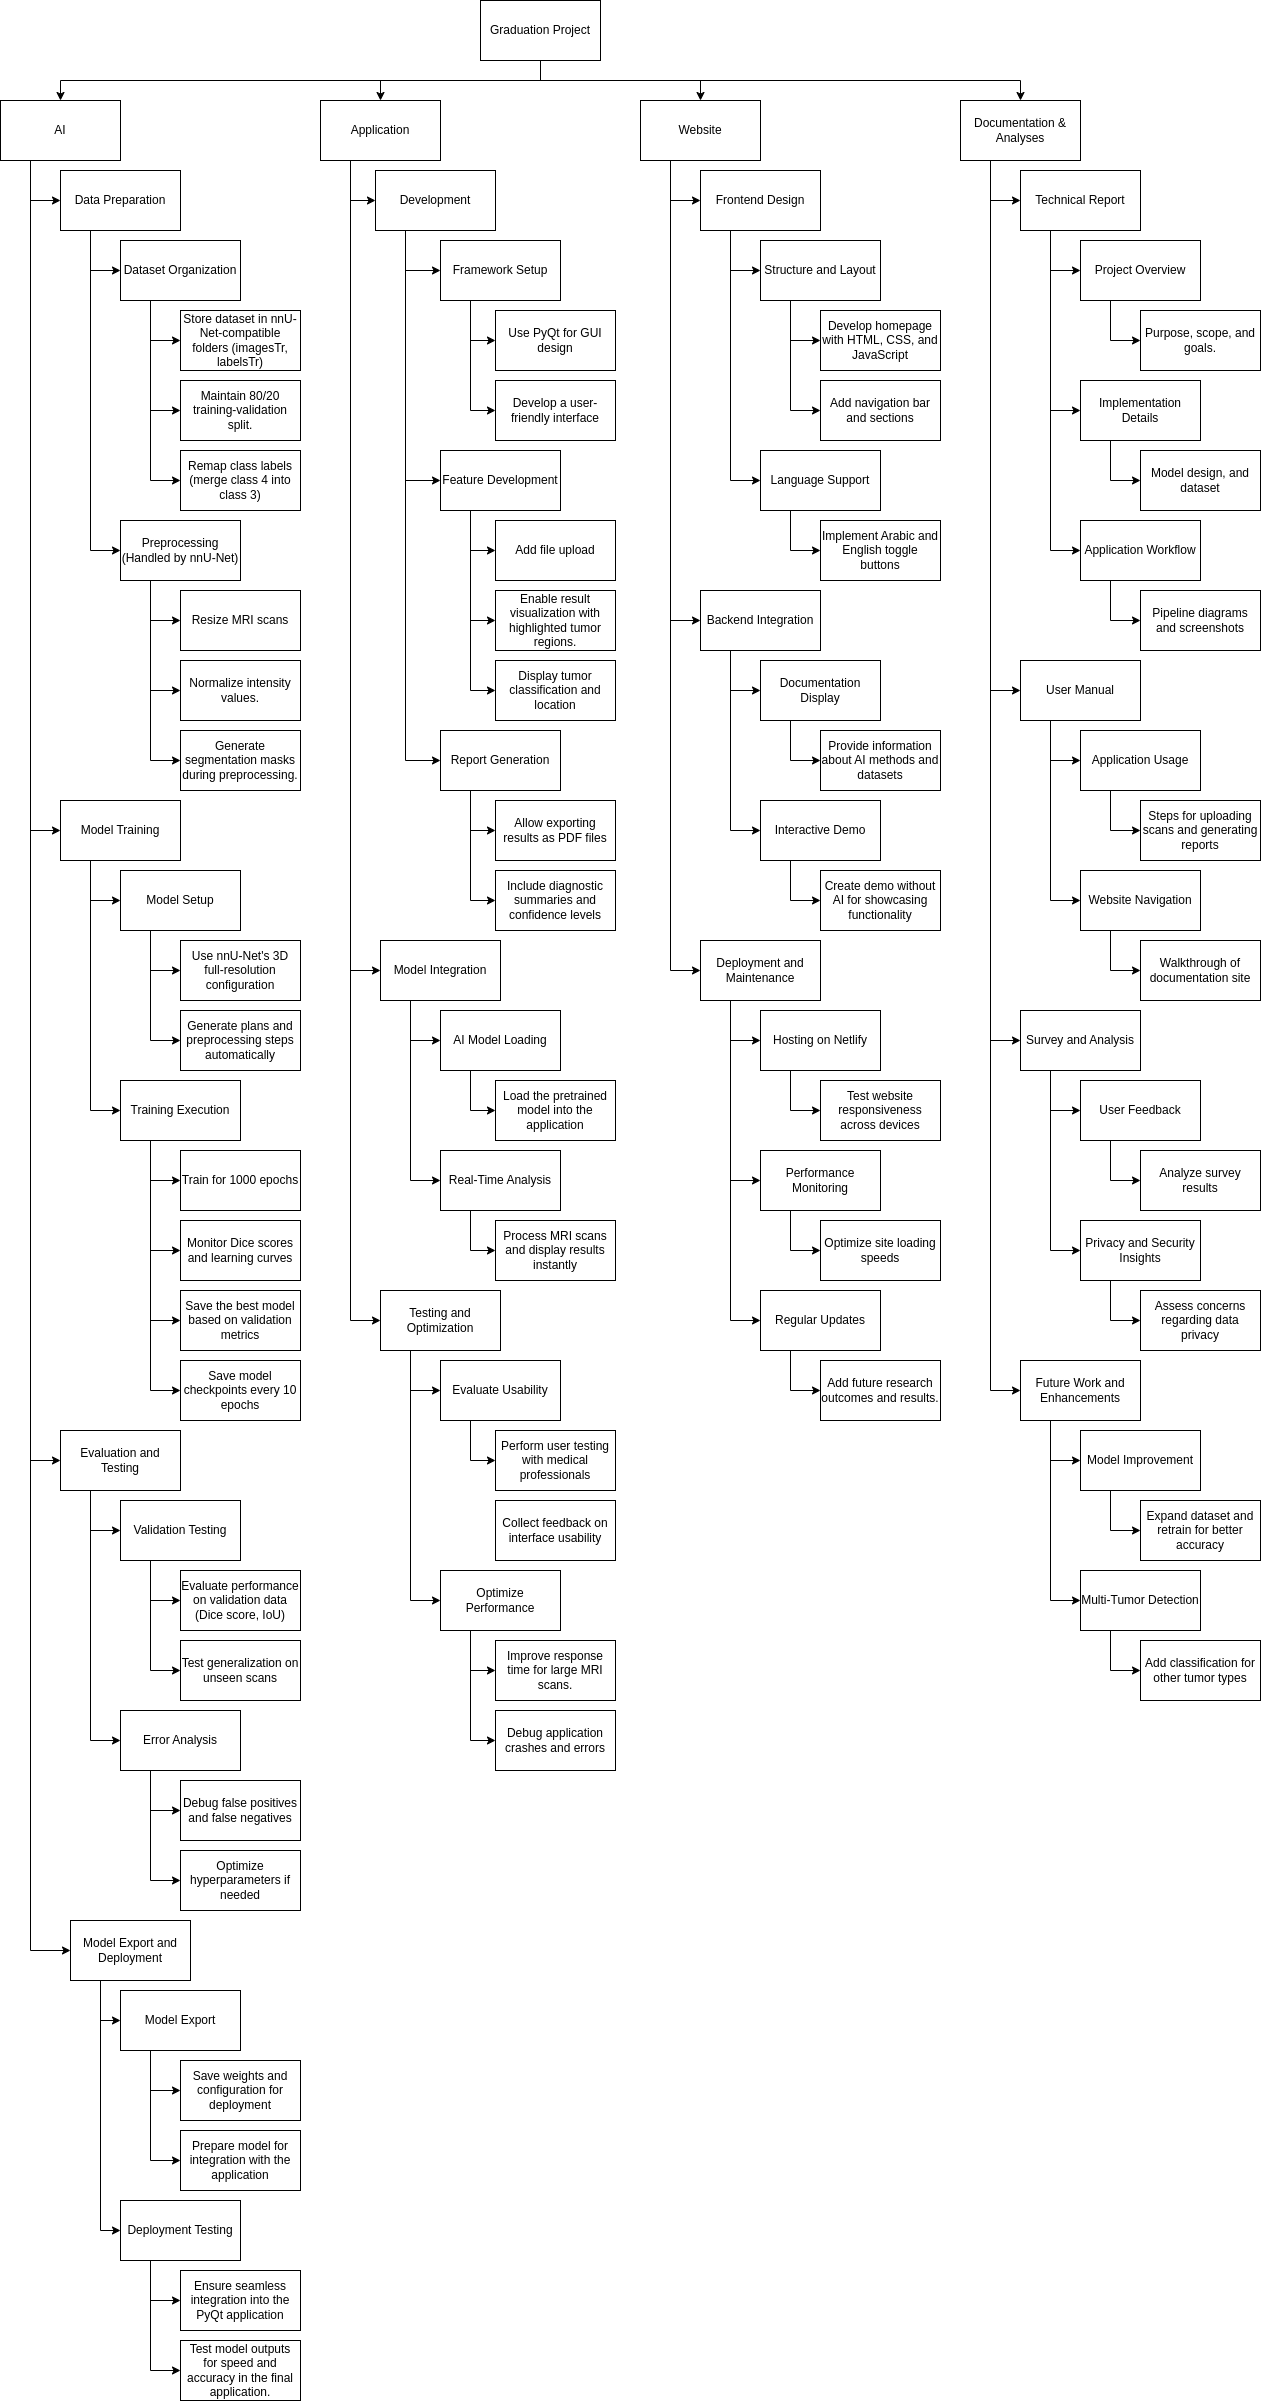 Graduation Project
AI
Data Preparation
Dataset Organization
Store dataset in nnU-
Net-compatible
folders (imagesTr,
labelsTr)
Maintain 80/20
training-validation
split.
Remap class labels
(merge class 4 into
class 3)
Preprocessing
(Handled by nnU-Net)
Resize MRI scans
Normalize intensity
values.
Generate
segmentation masks
during preprocessing.
Model Training
Model Setup
Use nnU-Net's 3D
full-resolution
configuration
Generate plans and
preprocessing steps
automatically
Training Execution
Train for 1000 epochs
Monitor Dice scores
and learning curves
Save the best model
based on validation
metrics
Save model
checkpoints every 10
epochs
Evaluation and
Testing
Validation Testing
Evaluate performance
on validation data
(Dice score, IoU)
Test generalization on
unseen scans
Error Analysis
Debug false positives
and false negatives
Optimize
hyperparameters if
needed
Model Export and
Deployment
Model Export
Save weights and
configuration for
deployment
Prepare model for
integration with the
application
Deployment Testing
Ensure seamless
integration into the
PyQt application
Test model outputs
for speed and
accuracy in the final
application.
Application
Development
Framework Setup
Use PyQt for GUI
design
Develop a user-
friendly interface
Feature Development
Add file upload
Enable result
visualization with
highlighted tumor
regions.
Display tumor
classification and
location
Report Generation
Allow exporting
results as PDF files
Include diagnostic
summaries and
confidence levels
Model Integration
AI Model Loading
Load the pretrained
model into the
application
Real-Time Analysis
Process MRI scans
and display results
instantly
Testing and
Optimization
Evaluate Usability
Perform user testing
with medical
professionals
Collect feedback on
interface usability
Optimize
Performance
Improve response
time for large MRI
scans.
Debug application
crashes and errors
Website
Frontend Design
Structure and Layout
Develop homepage
with HTML, CSS, and
JavaScript
Add navigation bar
and sections
Language Support
Implement Arabic and
English toggle
buttons
Backend Integration
Documentation
Display
Provide information
about AI methods and
datasets
Interactive Demo
Create demo without
AI for showcasing
functionality
Deployment and
Maintenance
Hosting on Netlify
Test website
responsiveness
across devices
Performance
Monitoring
Optimize site loading
speeds
Regular Updates
Add future research
outcomes and results.
Documentation &
Analyses
Technical Report
Project Overview
Purpose, scope, and
goals.
Implementation
Details
Model design, and
dataset
Application Workflow
Pipeline diagrams
and screenshots
User Manual
Application Usage
Steps for uploading
scans and generating
reports
Website Navigation
Walkthrough of
documentation site
Survey and Analysis
User Feedback
Analyze survey
results
Privacy and Security
Insights
Assess concerns
regarding data
privacy
Future Work and
Enhancements
Model Improvement
Expand dataset and
retrain for better
accuracy
Multi-Tumor Detection
Add classification for
other tumor types